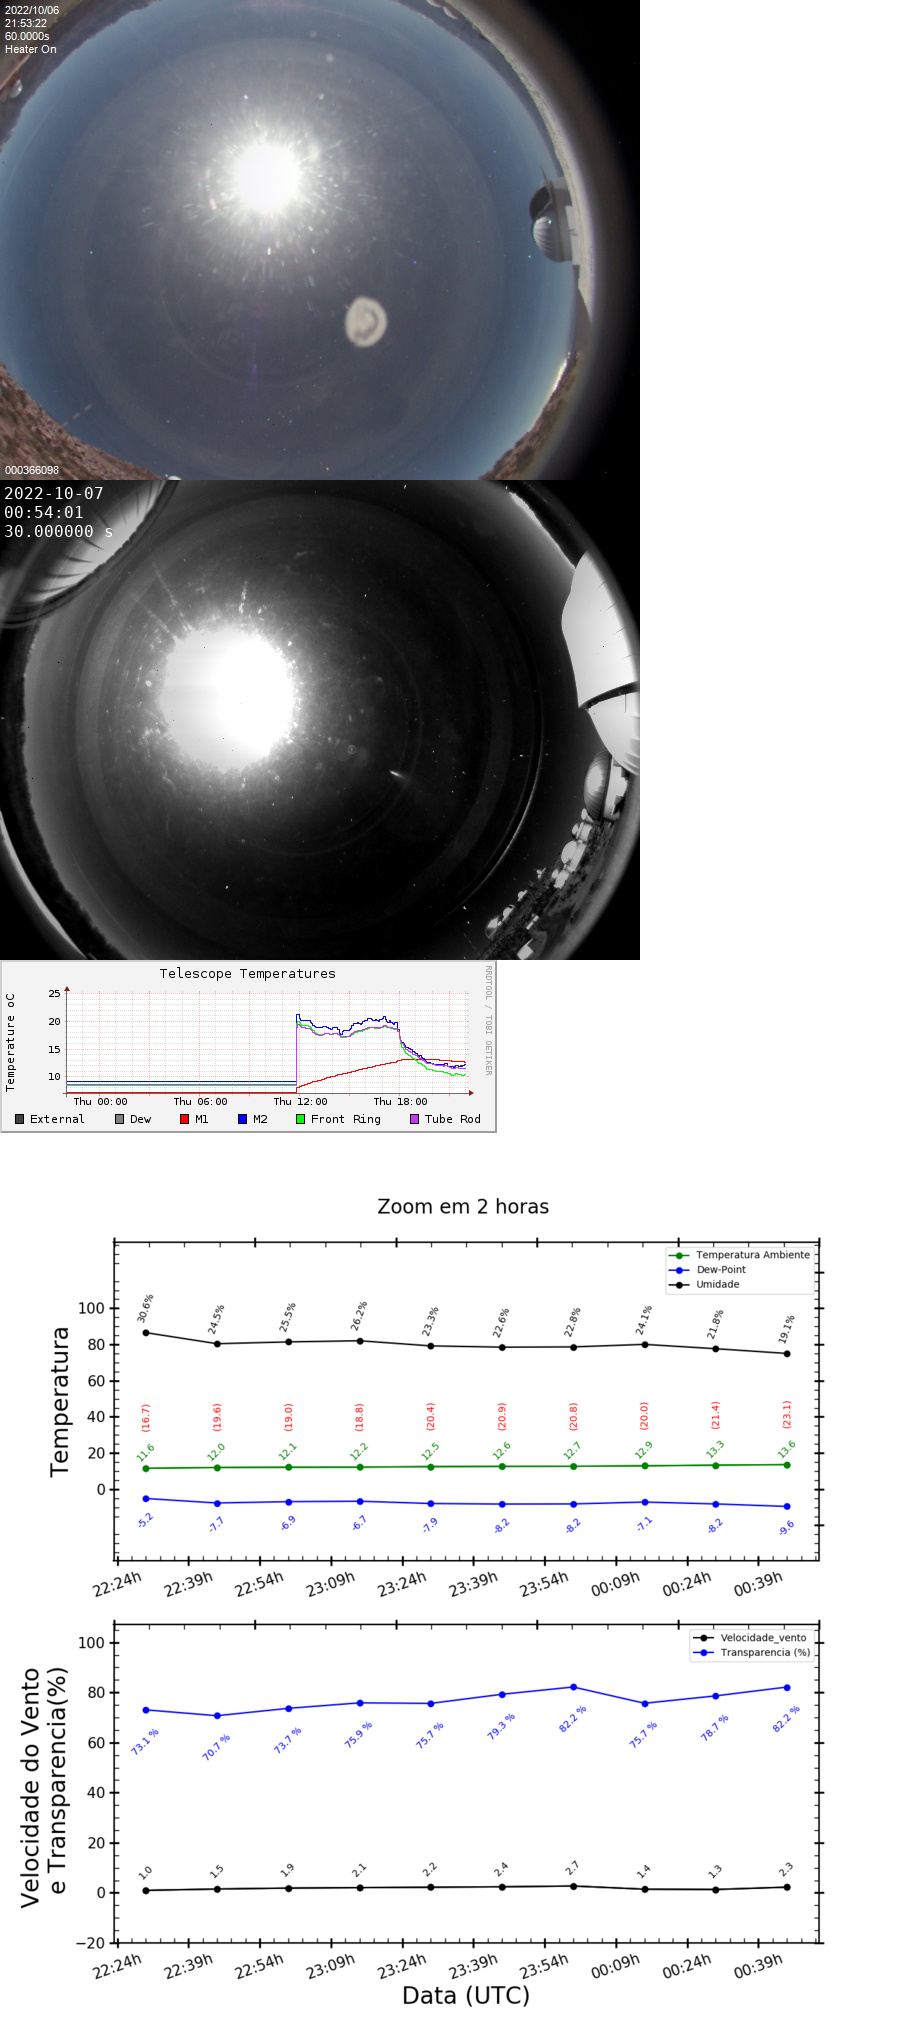 2022/10/06
21:53:22
60.0000s
Heater On
000366098
2022-10-07
00:54:01
30.000000 s
Telescope Temperatures
Temperature oC
25
20
15
10
Thu 00:00 Thu 06:00 Thu 12:00 Thu 18:00
External Dew M1 M2 Front Ring Tube Rod
RRDTOOL / TOBI OETIKER
Zoom em 2 horas
Temperatura
100
80
60
40
20
0
Temperatura Ambiente
Dew-Point
Umidade
30.6% 24.5% 25.5% 26.2% 23.3% 22.6% 22.8% 24.1% 21.8% 19.1%
(16.7) (19.6) (19.0) (18.8) (20.4) (20.9) (20.8) (20.0) (21.4) (23.1)
11.6 12.0 12.1 12.2 12.5 12.6 12.7 12.9 13.3 13.6
-5.2 -7.7 -6.9 -6.7 -7.9 -8.2 -8.2 -7.1 -8.2 -9.6
22:24h 22:39h 22:54h 23:09h 23:24h 23:39h 23:54h 00:09h 00:24h 00:39h
Velocidade do Vento
e Transparencia(%)
100
80
60
40
20
0
−20
Velocidade_vento
Transparencia (%)
73.1 % 70.7 % 73.7 % 75.9 % 75.7 % 79.3 % 82.2 % 75.7 % 78.7 % 82.2 %
1.0 1.5 1.9 2.1 2.2 2.4 2.7 1.4 1.3 2.3
22:24h 22:39h 22:54h 23:09h 23:24h 23:39h 23:54h 00:09h 00:24h 00:39h
Data (UTC)